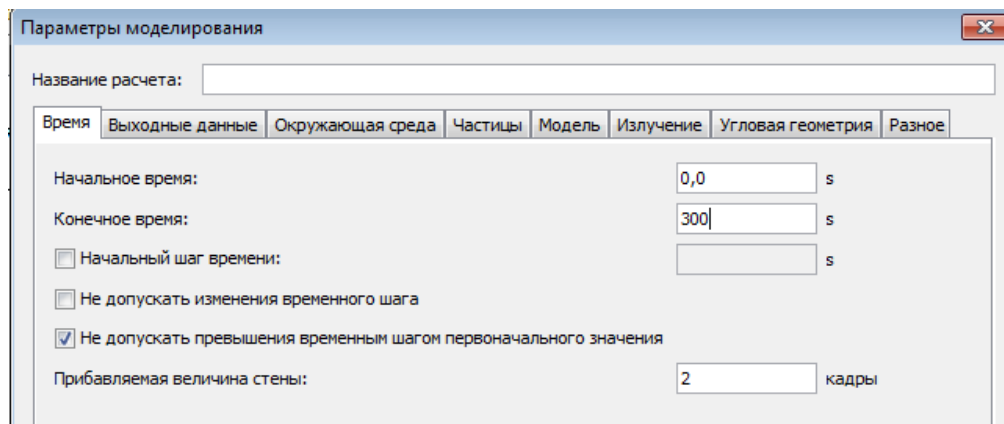 Параметры моделирования
Название расчета:
Время Выходные данные Окружающая среда Частицы Модель Излучение Угловая геометрия Разное
Начальное время: 0,0 s
Конечное время: 300 s
Начальный шаг времени: s
Не допускать изменения временного шага
Не допускать превышения временным шагом первоначального значения
Прибавляемая величина стены: 2 кадры